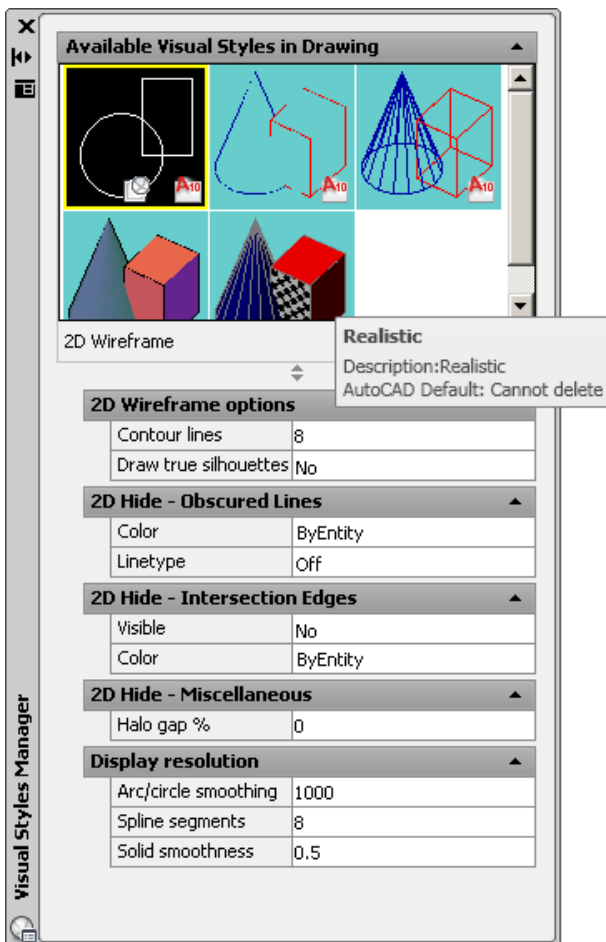 Available Visual Styles in Drawing
A10
A10
A10
2D Wireframe
Realistic
Description:Realistic
AutoCAD Default: Cannot delete
2D Wireframe options
Contour lines 8
Draw true silhouettes No
2D Hide - Obscured Lines
Color ByEntity
Linetype Off
2D Hide - Intersection Edges
Visible No
Color ByEntity
2D Hide - Miscellaneous
Halo gap % 0
Display resolution
Arc/circle smoothing 1000
Spline segments 8
Solid smoothness 0.5
Visual Styles Manager